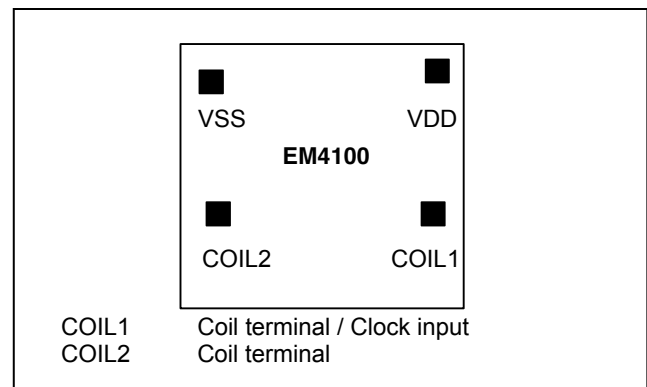 VSS VDD
EM4100
COIL2 COIL1
COIL1 Coil terminal / Clock input
COIL2 Coil terminal